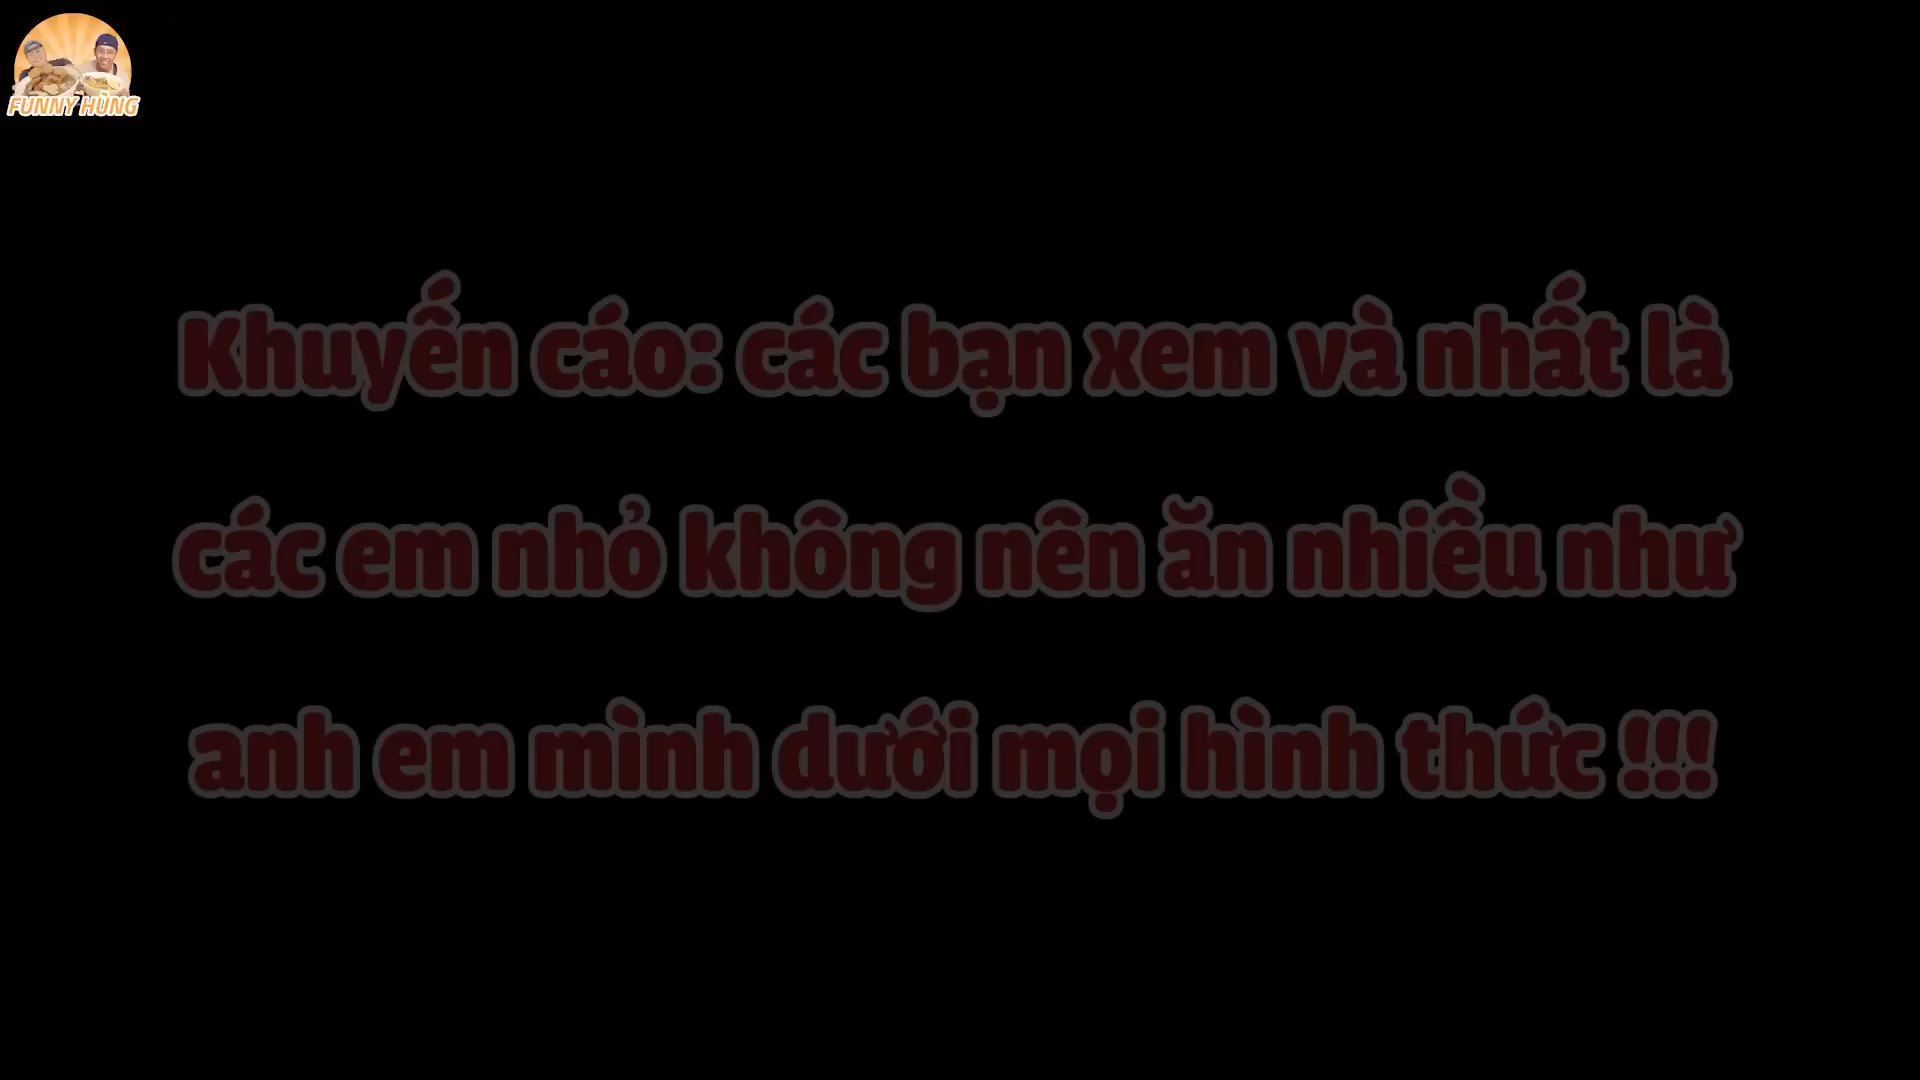 FUNNY HÙNG
Khuyến cáo: các bạn xem và nhất là
các em nhỏ không nên ăn nhiều như
anh em mình dưới mọi hình thức !!!